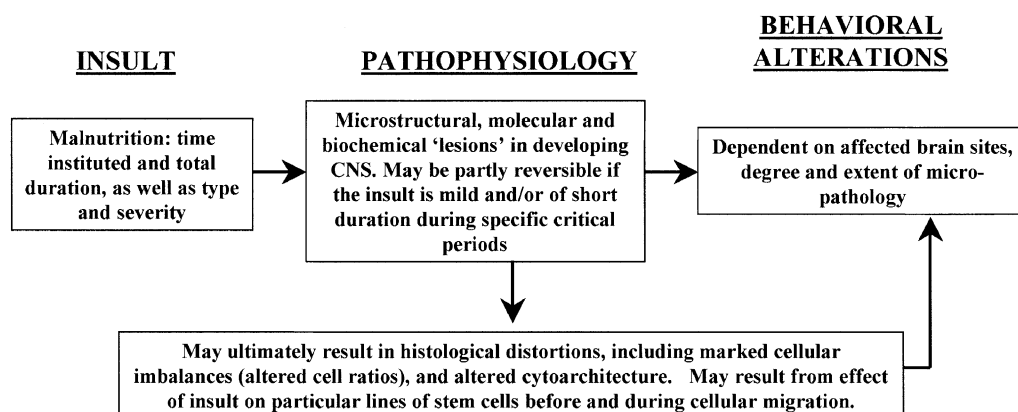 INSULT
PATHOPHYSIOLOGY
BEHAVIORAL
ALTERATIONS
Malnutrition: time
instituted and total
duration, as well as type
and severity
Microstructural, molecular and
biochemical ‘lesions’ in developing
CNS. May be partly reversible if
the insult is mild and/or of short
duration during specific critical
periods
Dependent on affected brain sites,
degree and extent of micro-
pathology
May ultimately result in histological distortions, including marked cellular
imbalances (altered cell ratios), and altered cytoarchitecture. May result from effect
of insult on particular lines of stem cells before and during cellular migration.